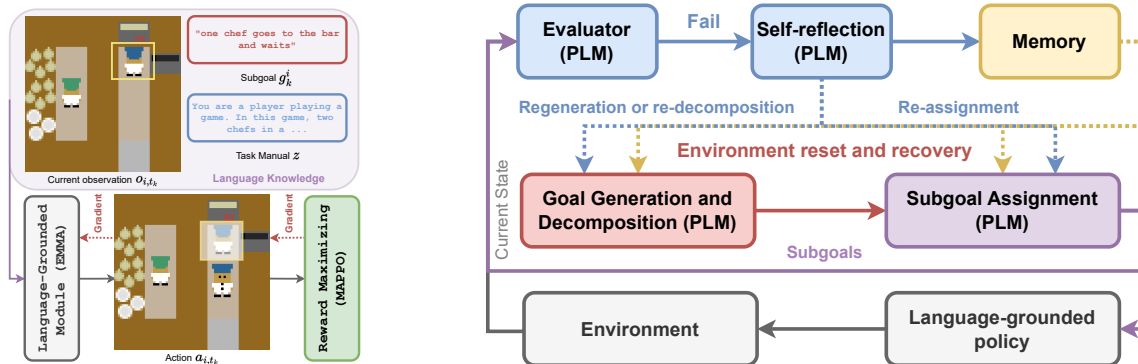 "one chef goes to the bar
and waits"
Subgoal g_k^i
You are a player playing a
game. In this game, two
chefs in a ...
Task Manual z
Current observation o_{i,t_k}
Language Knowledge
Gradient
Gradient
Language-Grounded
Module (EMMA)
Reward Maximizing
(MAPPO)
Action a_{i,t_k}
Evaluator
(PLM)
Fail
Self-reflection
(PLM)
Memory
Regeneration or re-decomposition
Re-assignment
Environment reset and recovery
Current State
Goal Generation and
Decomposition (PLM)
Subgoal Assignment
(PLM)
Subgoals
Environment
Language-grounded
policy